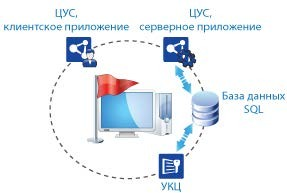 ЦУС,
клиентское приложение
ЦУС,
серверное приложение
База данных
SQL
УКЦ